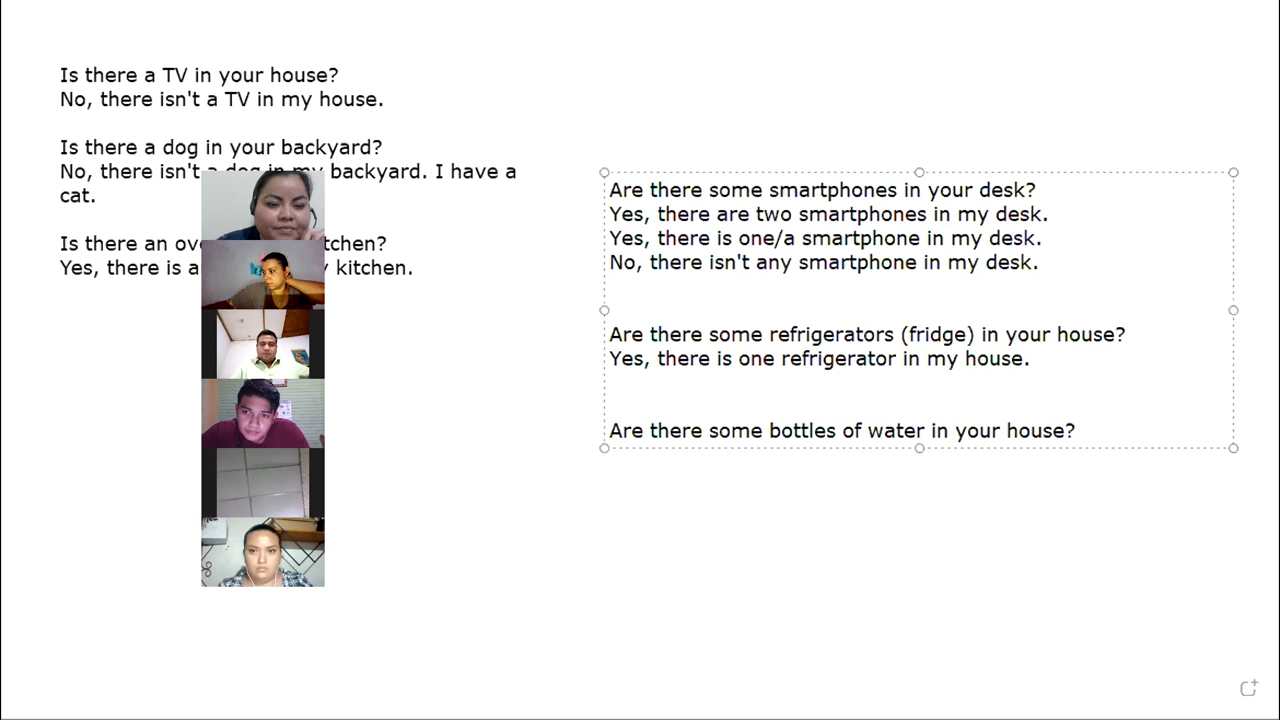 Is there a TV in your house?
No, there isn't a TV in my house.
Is there a dog in your backyard?
No, there isn't a dog in my backyard. I have a
cat.
Is there an kitchen?
Yes, there is a kitchen.
Are there some smartphones in your desk?
Yes, there are two smartphones in my desk.
Yes, there is one/a smartphone in my desk.
No, there isn't any smartphone in my desk.
Are there some refrigerators (fridge) in your house?
Yes, there is one refrigerator in my house.
Are there some bottles of water in your house?